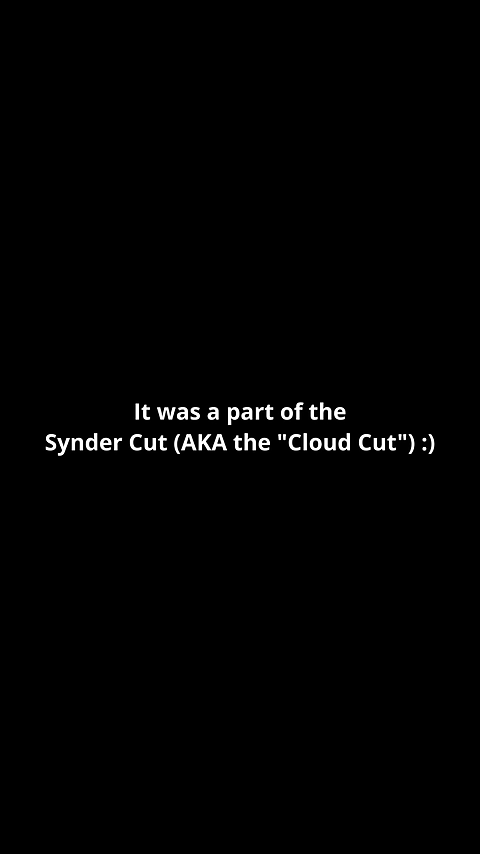 It was a part of the
Synder Cut (AKA the "Cloud Cut") :)